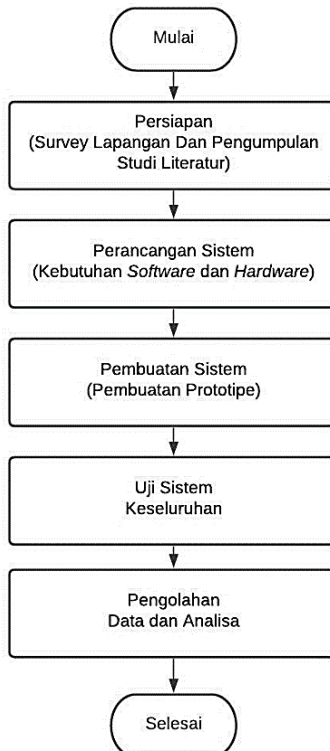 Mulai
Persiapan
(Survey Lapangan Dan Pengumpulan
Studi Literatur)
Perancangan Sistem
(Kebutuhan Software dan Hardware)
Pembuatan Sistem
(Pembuatan Prototipe)
Uji Sistem
Keseluruhan
Pengolahan
Data dan Analisa
Selesai